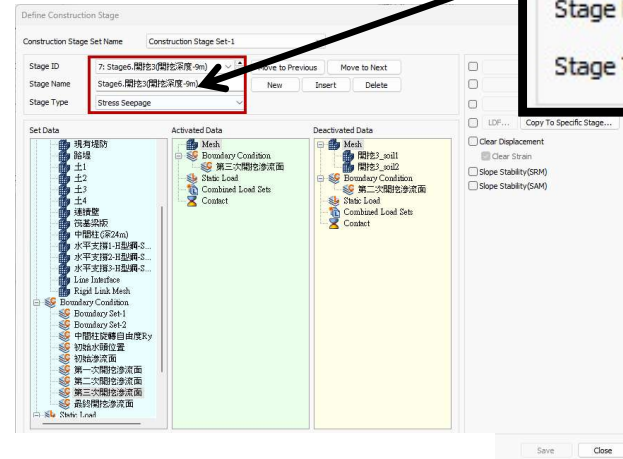 Define Construction Stage
Construction Stage Set Name Construction Stage Set-1
Stage ID 7: Stage6.開挖3(開挖深度-9m) Move to Previous Move to Next
Stage Name Stage6.開挖3(開挖深度-9m) New Insert Delete
Stage Type Stress Seepage
Stage
Stage
LDF... Copy To Specific Stage...
Clear Displacement
Clear Strain
Slope Stability(SRM)
Slope Stability(SAM)
Set Data
現有堤防
路堤
土1
土2
土3
土4
連續壁
筏基梁版
中間柱(深24m)
水平支撐1-H型鋼-S...
水平支撐2-H型鋼-S...
水平支撐3-H型鋼-S...
Line Interface
Rigid Link Mesh
Boundary Condition
Boundary Set-1
Boundary Set-2
中間柱旋轉自由度Ry
初始水頭位置
初始滲流面
第一次開挖滲流面
第二次開挖滲流面
第三次開挖滲流面
最終開挖滲流面
Static Load
Activated Data
Mesh
Boundary Condition
第三次開挖滲流面
Static Load
Combined Load Sets
Contact
Deactivated Data
Mesh
開挖3_soil1
開挖3_soil2
Boundary Condition
第二次開挖滲流面
Static Load
Combined Load Sets
Contact
Save Close